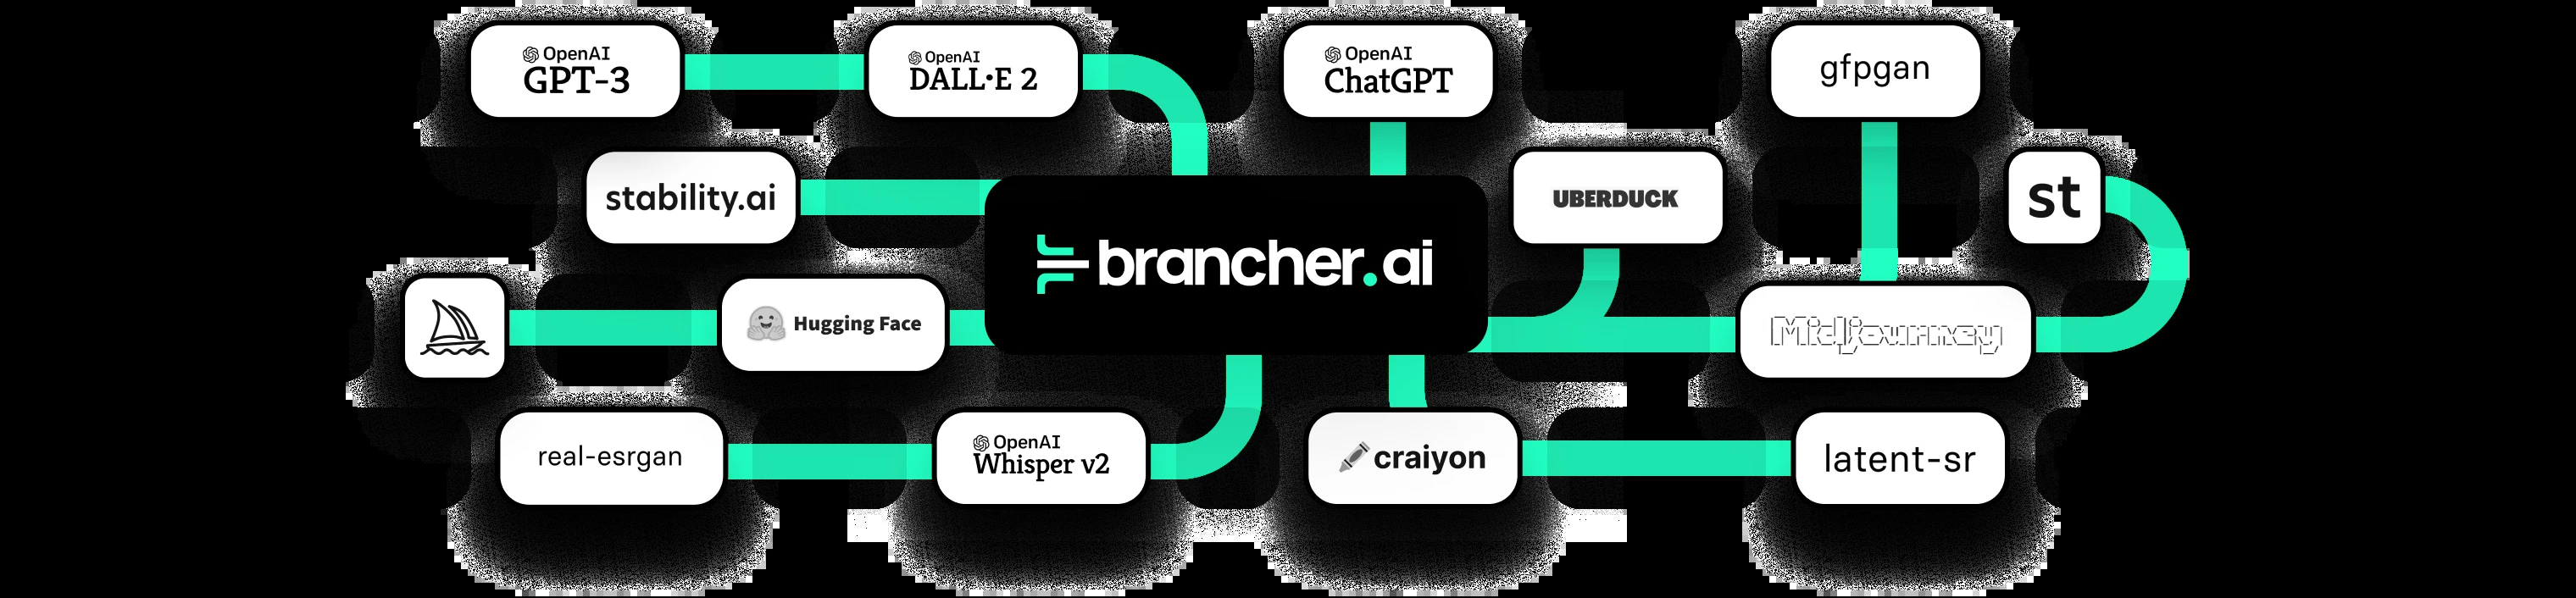 OpenAI
GPT-3
OpenAI
DALL•E 2
OpenAI
ChatGPT
gfpgan
stability.ai
UBERDUCK
st
brancher.ai
Hugging Face
Midjourney
real-esrgan
OpenAI
Whisper v2
craiyon
latent-sr